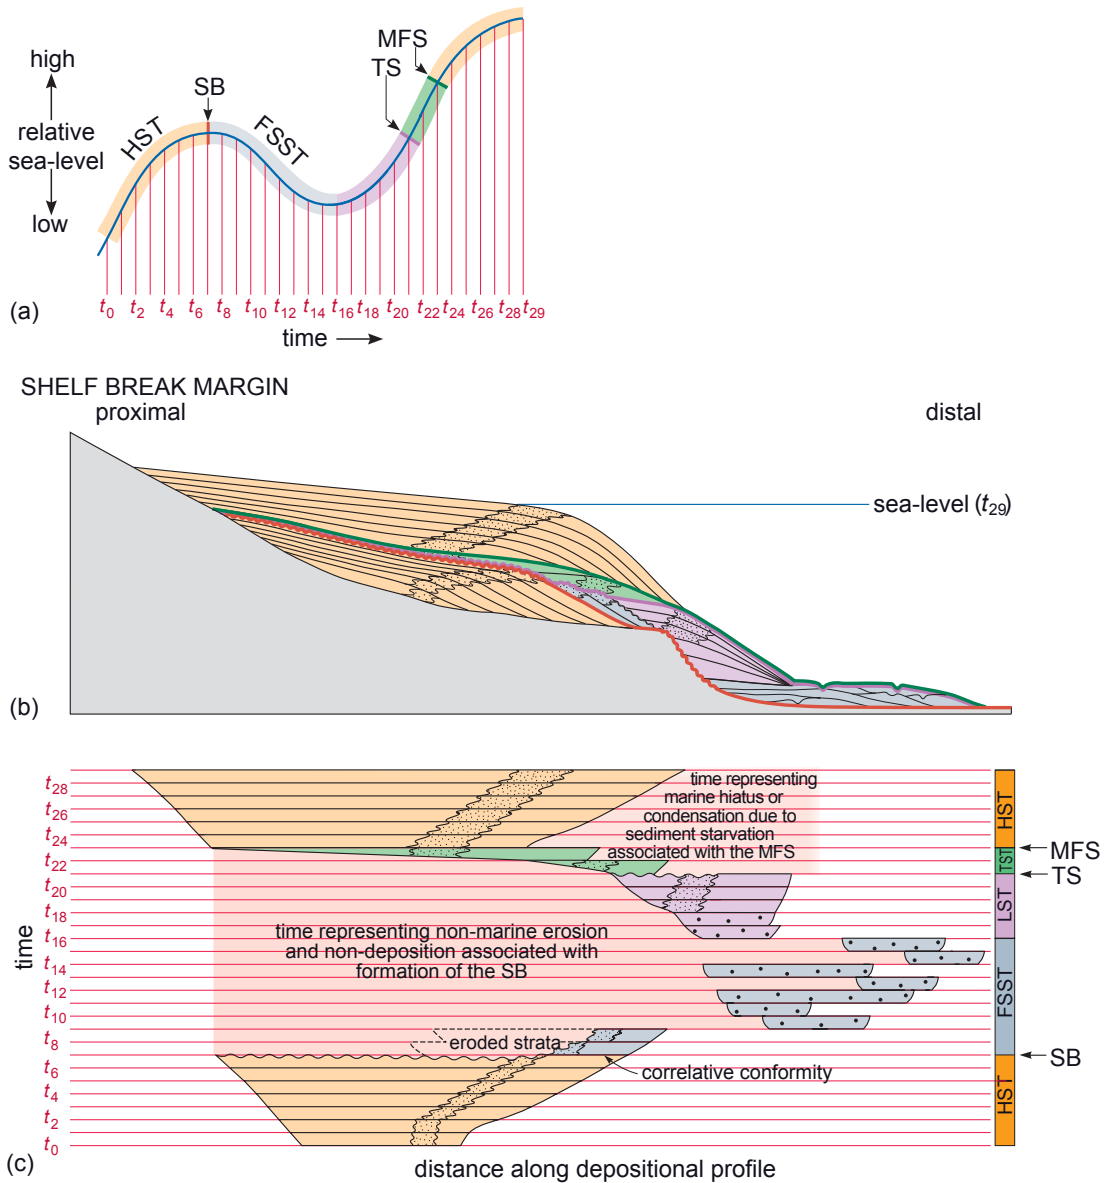 high
relative
sea-level
low
HST
SB
FSST
TS
MFS
t0 t2 t4 t6 t8 t10 t12 t14 t16 t18 t20 t22 t24 t26 t28 t29
(a)
time
SHELF BREAK MARGIN
proximal
distal
sea-level (t29)
(b)
t28
t26
t24
t22
t20
t18
t16
t14
t12
t10
t8
t6
t4
t2
t0
time
time representing
marine hiatus or
condensation due to
sediment starvation
associated with the MFS
time representing non-marine erosion
and non-deposition associated with
formation of the SB
eroded strata
correlative conformity
HST
TST
LST
FSST
HST
MFS
TS
SB
(c)
distance along depositional profile